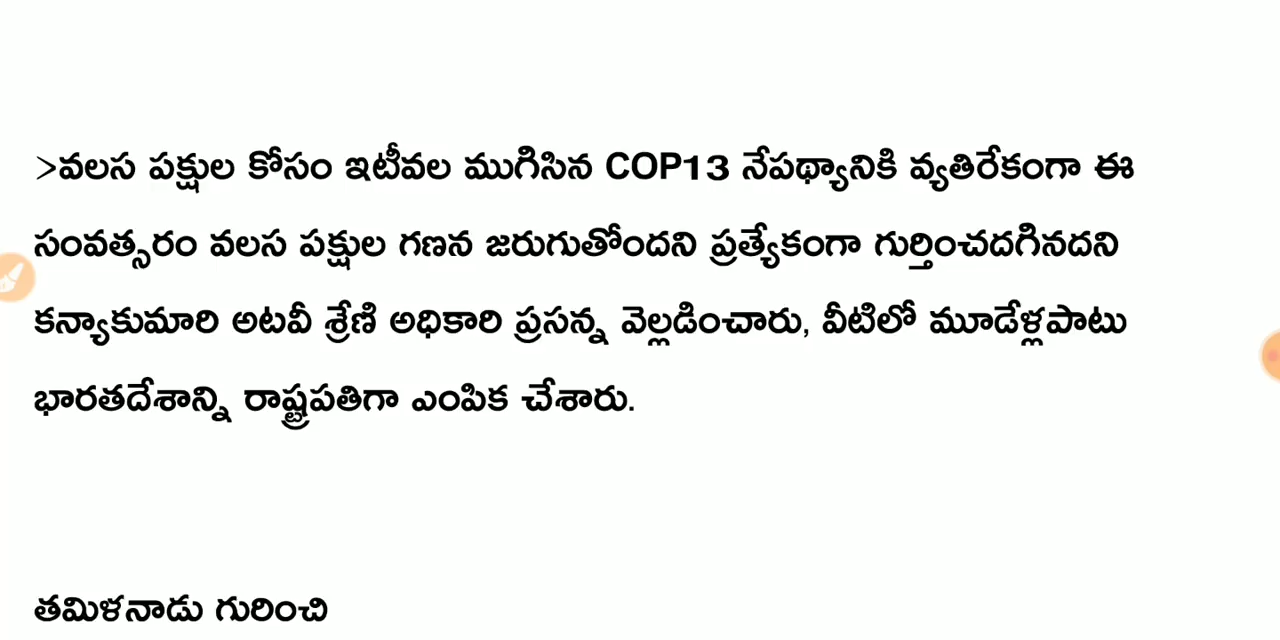 >వలస పక్షుల కోసం ఇటీవల ముగిసిన COP13 నేపథ్యానికి వ్యతిరేకంగా ఈ
సంవత్సరం వలస పక్షుల గణన జరుగుతోందని ప్రత్యేకంగా గుర్తించదగినదని
కన్యాకుమారి అటవీ శ్రేణి అధికారి ప్రసన్న వెల్లడించారు, వీటిలో మూడేళ్లపాటు
భారతదేశాన్ని రాష్ట్రపతిగా ఎంపిక చేశారు.
తమిళనాడు గురించి